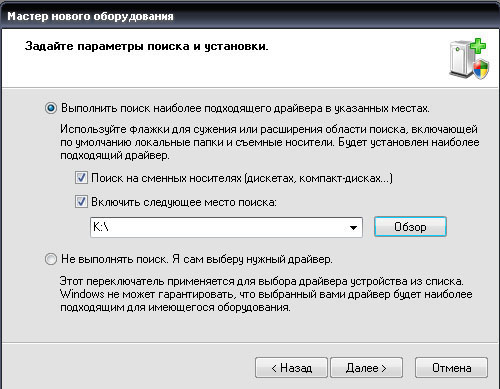 Мастер нового оборудования
Задайте параметры поиска и установки.
Выполнить поиск наиболее подходящего драйвера в указанных местах.
Используйте флажки для сужения или расширения области поиска, включающей
по умолчанию локальные папки и съемные носители. Будет установлен наиболее
подходящий драйвер.
Поиск на сменных носителях (дискетах, компакт-дисках...)
Включить следующее место поиска:
K:\
Обзор
Не выполнять поиск. Я сам выберу нужный драйвер.
Этот переключатель применяется для выбора драйвера устройства из списка.
Windows не может гарантировать, что выбранный вами драйвер будет наиболее
подходящим для имеющегося оборудования.
< Назад
Далее >
Отмена